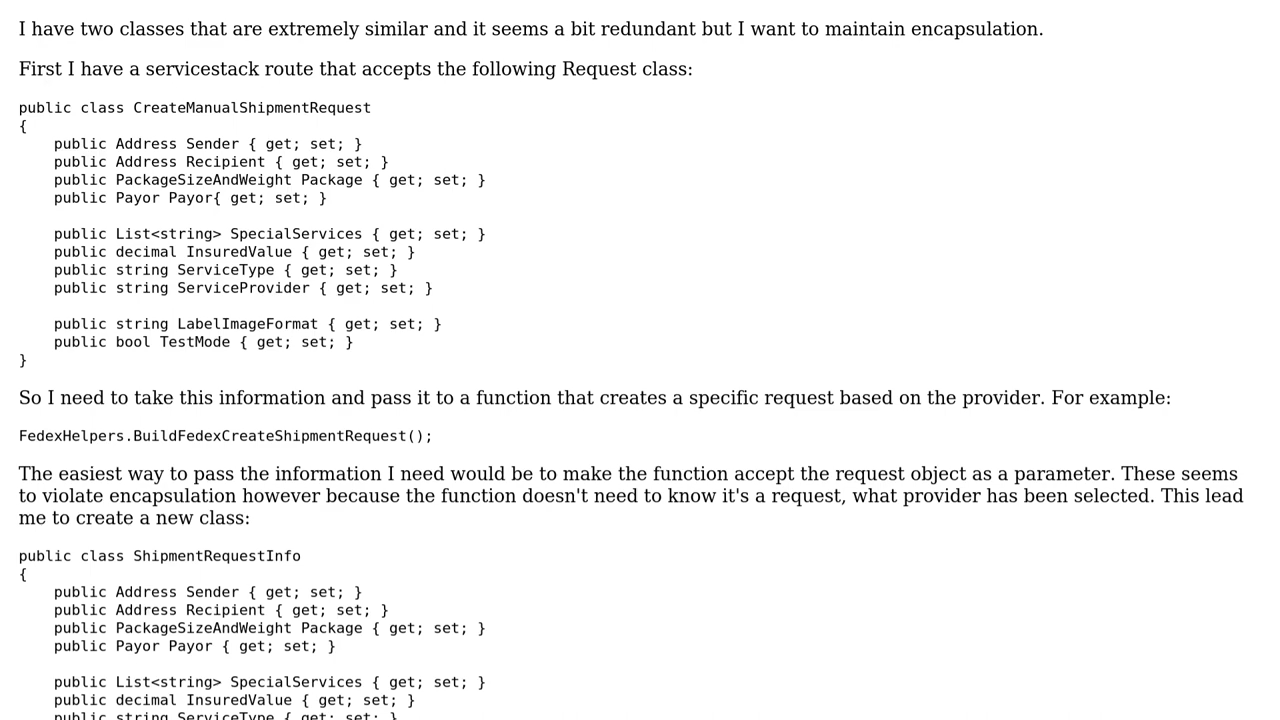 I have two classes that are extremely similar and it seems a bit redundant but I want to maintain encapsulation.
First I have a servicestack route that accepts the following Request class:
public class CreateManualShipmentRequest
{
    public Address Sender { get; set; }
    public Address Recipient { get; set; }
    public PackageSizeAndWeight Package { get; set; }
    public Payor Payor{ get; set; }
    public List<string> SpecialServices { get; set; }
    public decimal InsuredValue { get; set; }
    public string ServiceType { get; set; }
    public string ServiceProvider { get; set; }
    public string LabelImageFormat { get; set; }
    public bool TestMode { get; set; }
}
So I need to take this information and pass it to a function that creates a specific request based on the provider. For example:
FedexHelpers.BuildFedexCreateShipmentRequest();
The easiest way to pass the information I need would be to make the function accept the request object as a parameter. These seems
to violate encapsulation however because the function doesn't need to know it's a request, what provider has been selected. This lead
me to create a new class:
public class ShipmentRequestInfo
{
    public Address Sender { get; set; }
    public Address Recipient { get; set; }
    public PackageSizeAndWeight Package { get; set; }
    public Payor Payor { get; set; }
    public List<string> SpecialServices { get; set; }
    public decimal InsuredValue { get; set; }
    public string ServiceType { get; set; }